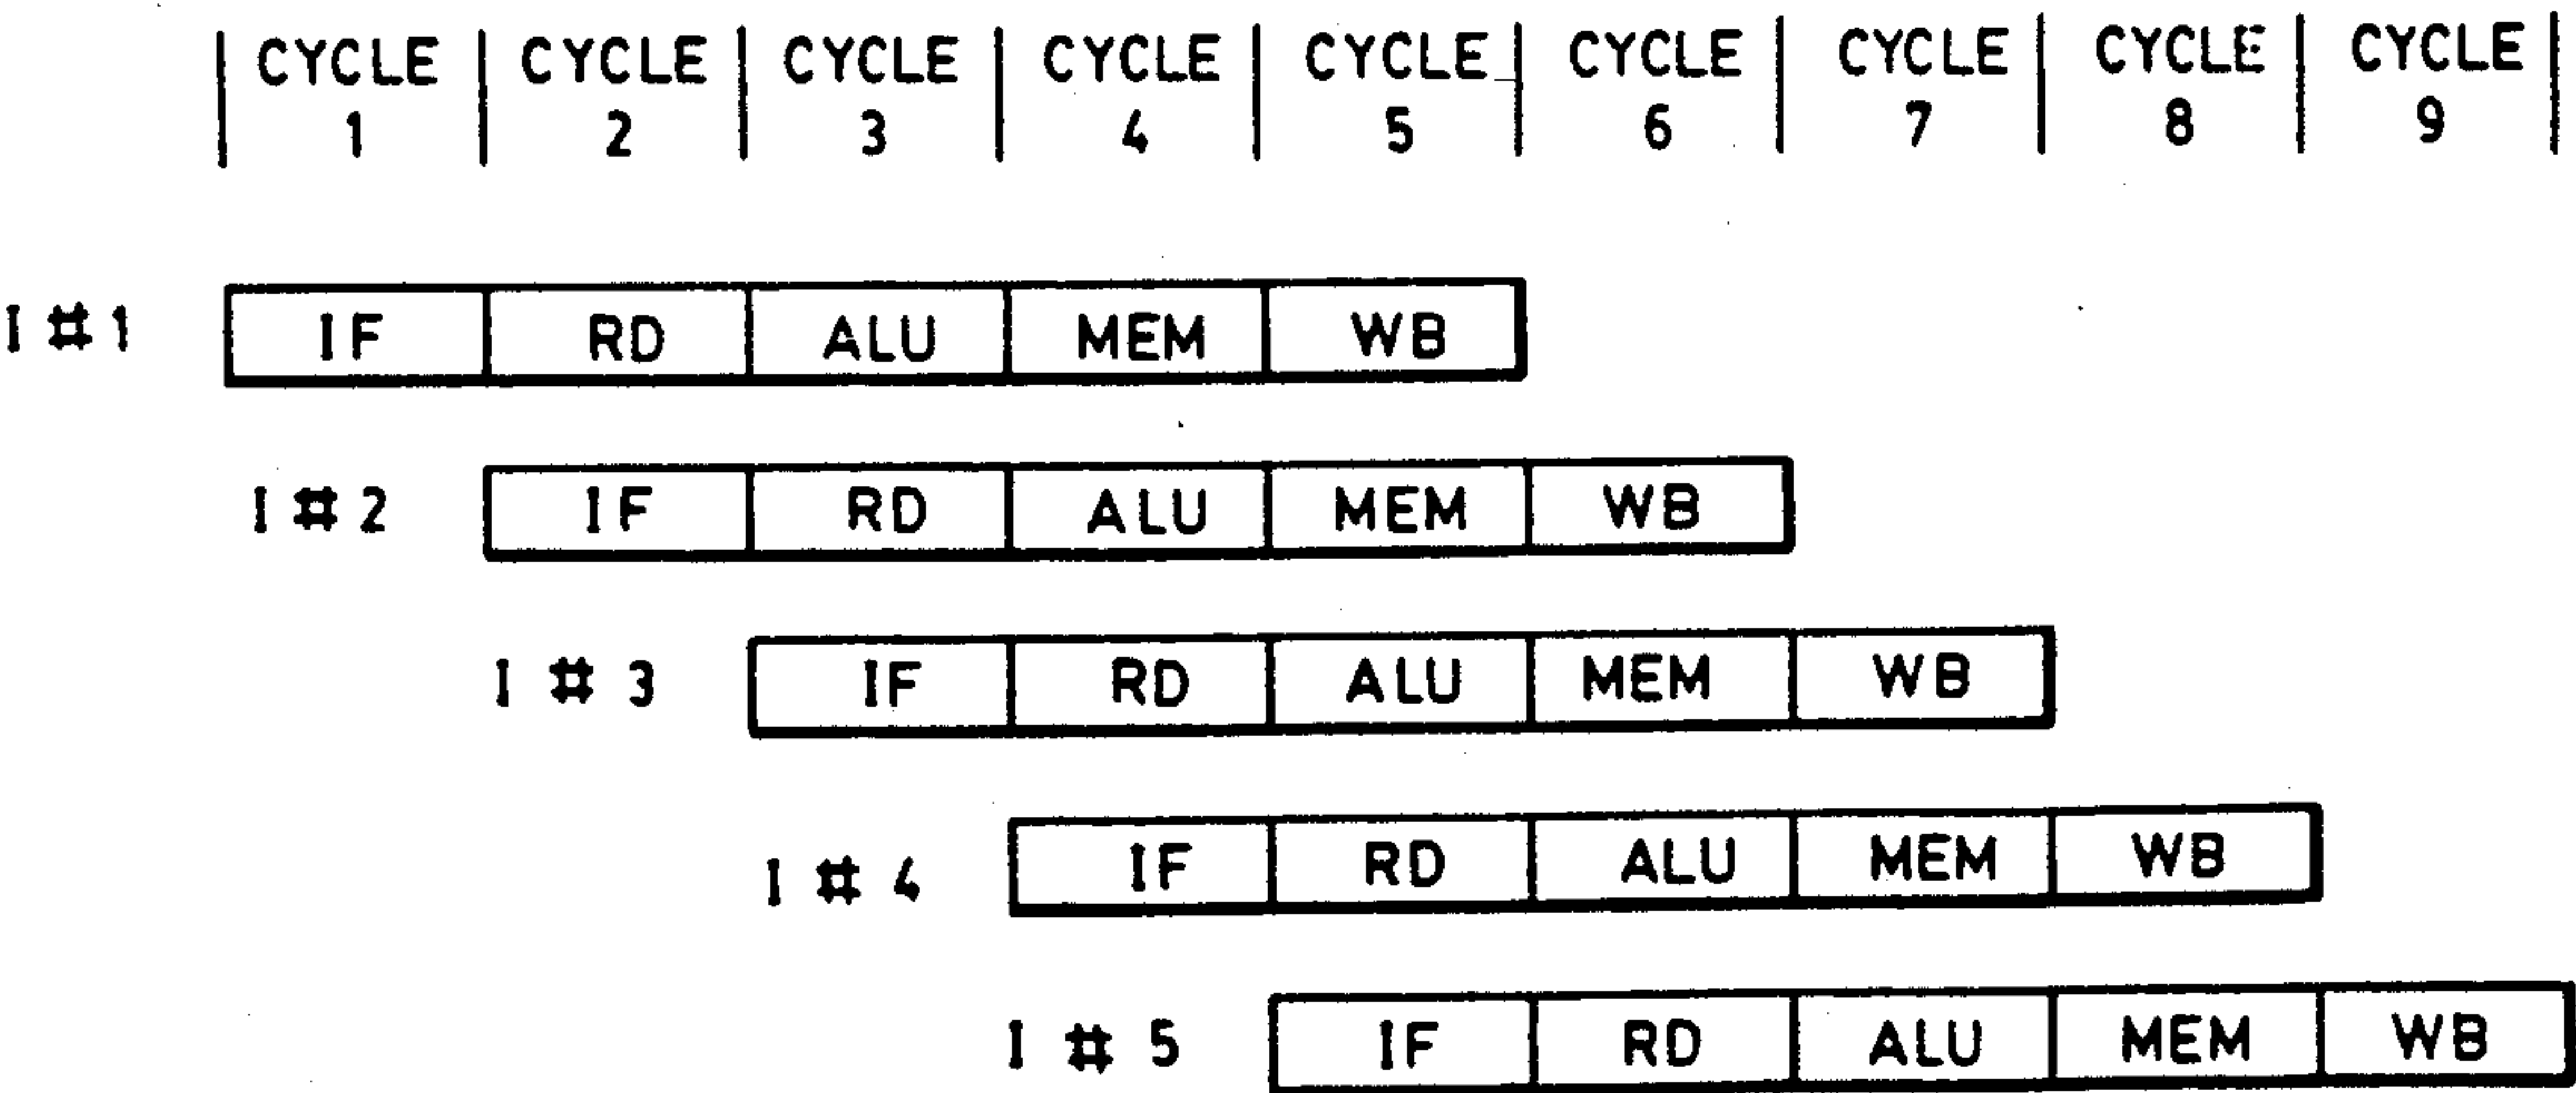 CYCLE CYCLE CYCLE CYCLE CYCLE CYCLE CYCLE CYCLE CYCLE
1 2 3 4 5 6 7 8 9
I #1 IF RD ALU MEM WB
I # 2 IF RD ALU MEM WB
I # 3 IF RD ALU MEM WB
I # 4 IF RD ALU MEM WB
I # 5 IF RD ALU MEM WB